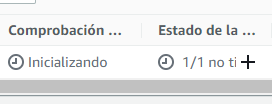 Comprobación ... Estado de la ...
Inicializando 1/1 no ti